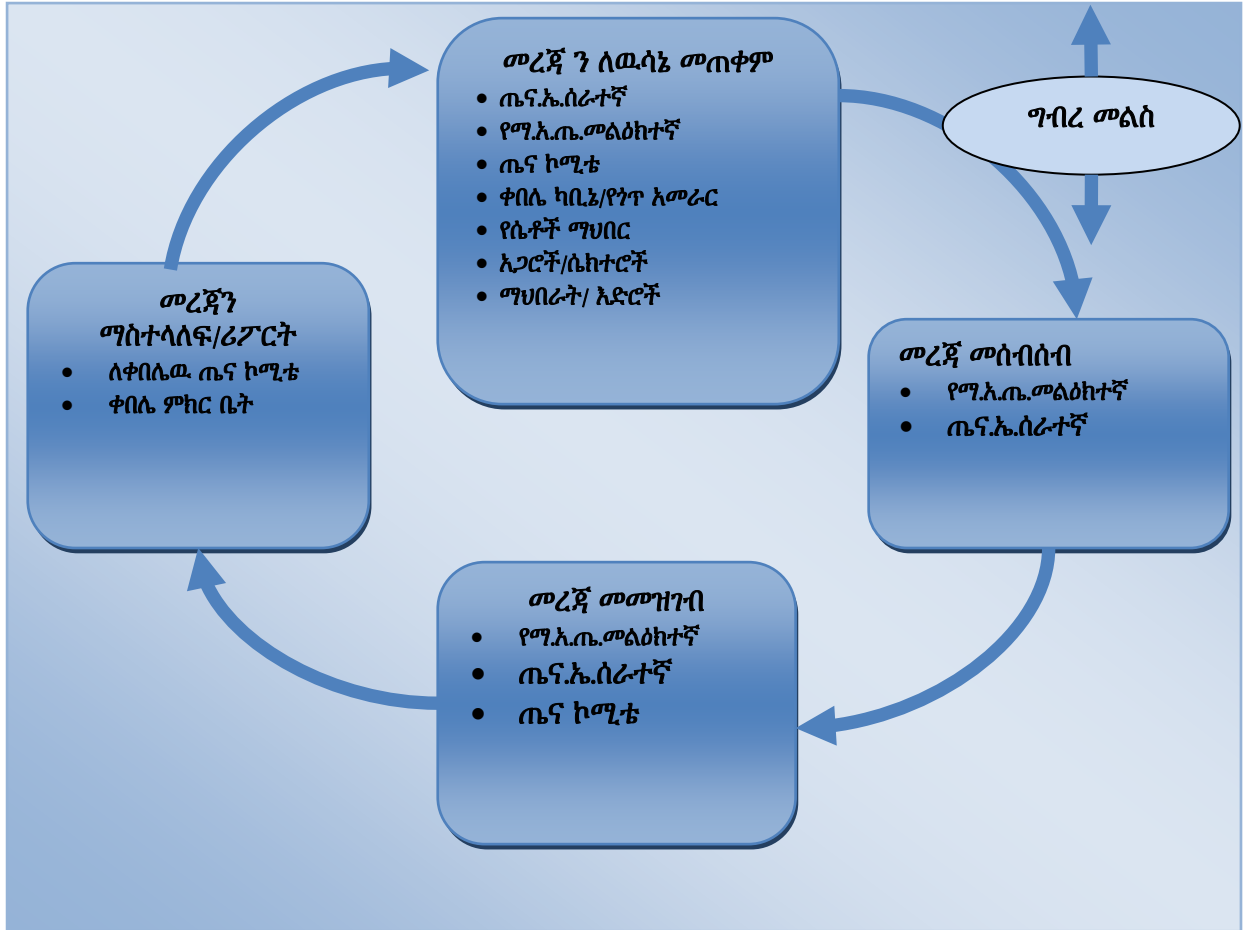 መረጃ ን ለዉሳኔ መጠቀም
• ጤና.ኤ.ሰራተኛ
• የማ.አ.ጤ.መልዕክተኛ
• ጤና ኮሚቴ
• ቀበሌ ካቢኔ/የጎጥ አመራር
• የሴቶች ማህበር
• አጋሮች/ሴክተሮች
• ማህበራት/ እድሮች
ግብረ መልስ
መረጃ መሰብሰብ
• የማ.አ.ጤ.መልዕክተኛ
• ጤና.ኤ.ሰራተኛ
መረጃ መመዝገብ
• የማ.አ.ጤ.መልዕክተኛ
• ጤና.ኤ.ሰራተኛ
• ጤና ኮሚቴ
መረጃን
ማስተላለፍ/ሪፖርት
• ለቀበሌዉ ጤና ኮሚቴ
• ቀበሌ ምክር ቤት